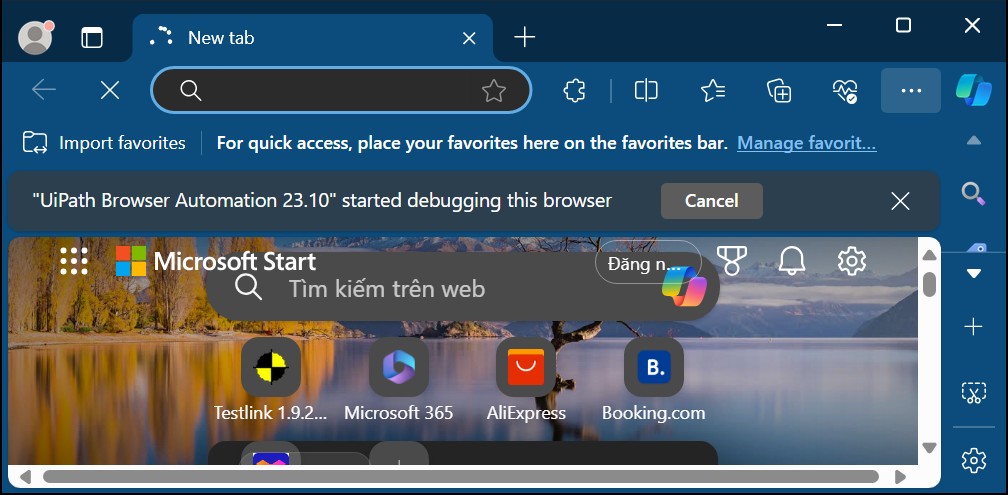 New tab
Import favorites
For quick access, place your favorites here on the favorites bar. Manage favorit...
"UiPath Browser Automation 23.10" started debugging this browser
Cancel
Microsoft Start
Đăng n...
Tìm kiếm trên web
B.
Testlink 1.9.2... Microsoft 365 AliExpress Booking.com